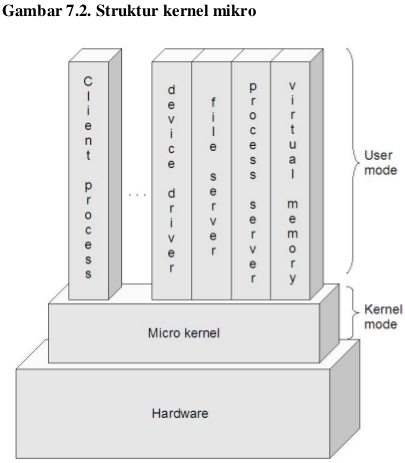 Gambar 7.2. Struktur kernel mikro
Client process
. . .
device driver
file server
process server
virtual memory
User
mode
Kernel
mode
Micro kernel
Hardware